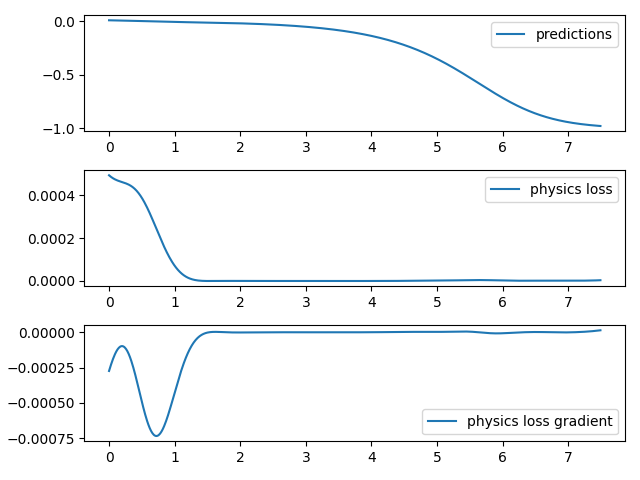 0.0
−0.5
−1.0
predictions
0 1 2 3 4 5 6 7
0.0004
0.0002
0.0000
physics loss
0 1 2 3 4 5 6 7
0.00000
−0.00025
−0.00050
−0.00075
physics loss gradient
0 1 2 3 4 5 6 7